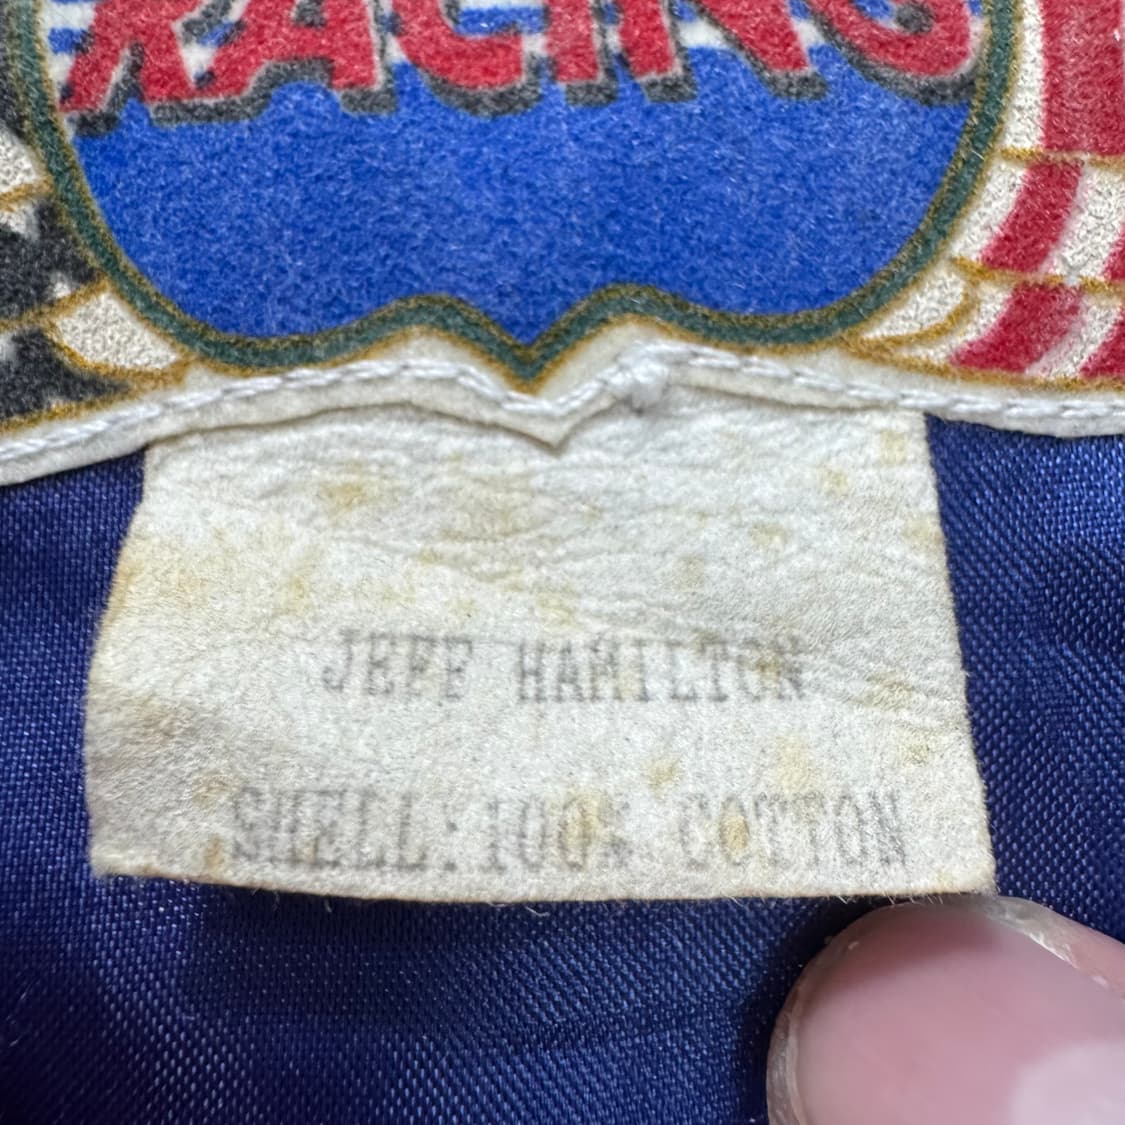 RACING
JEFF HAMILTON
SHELL:100% COTTON